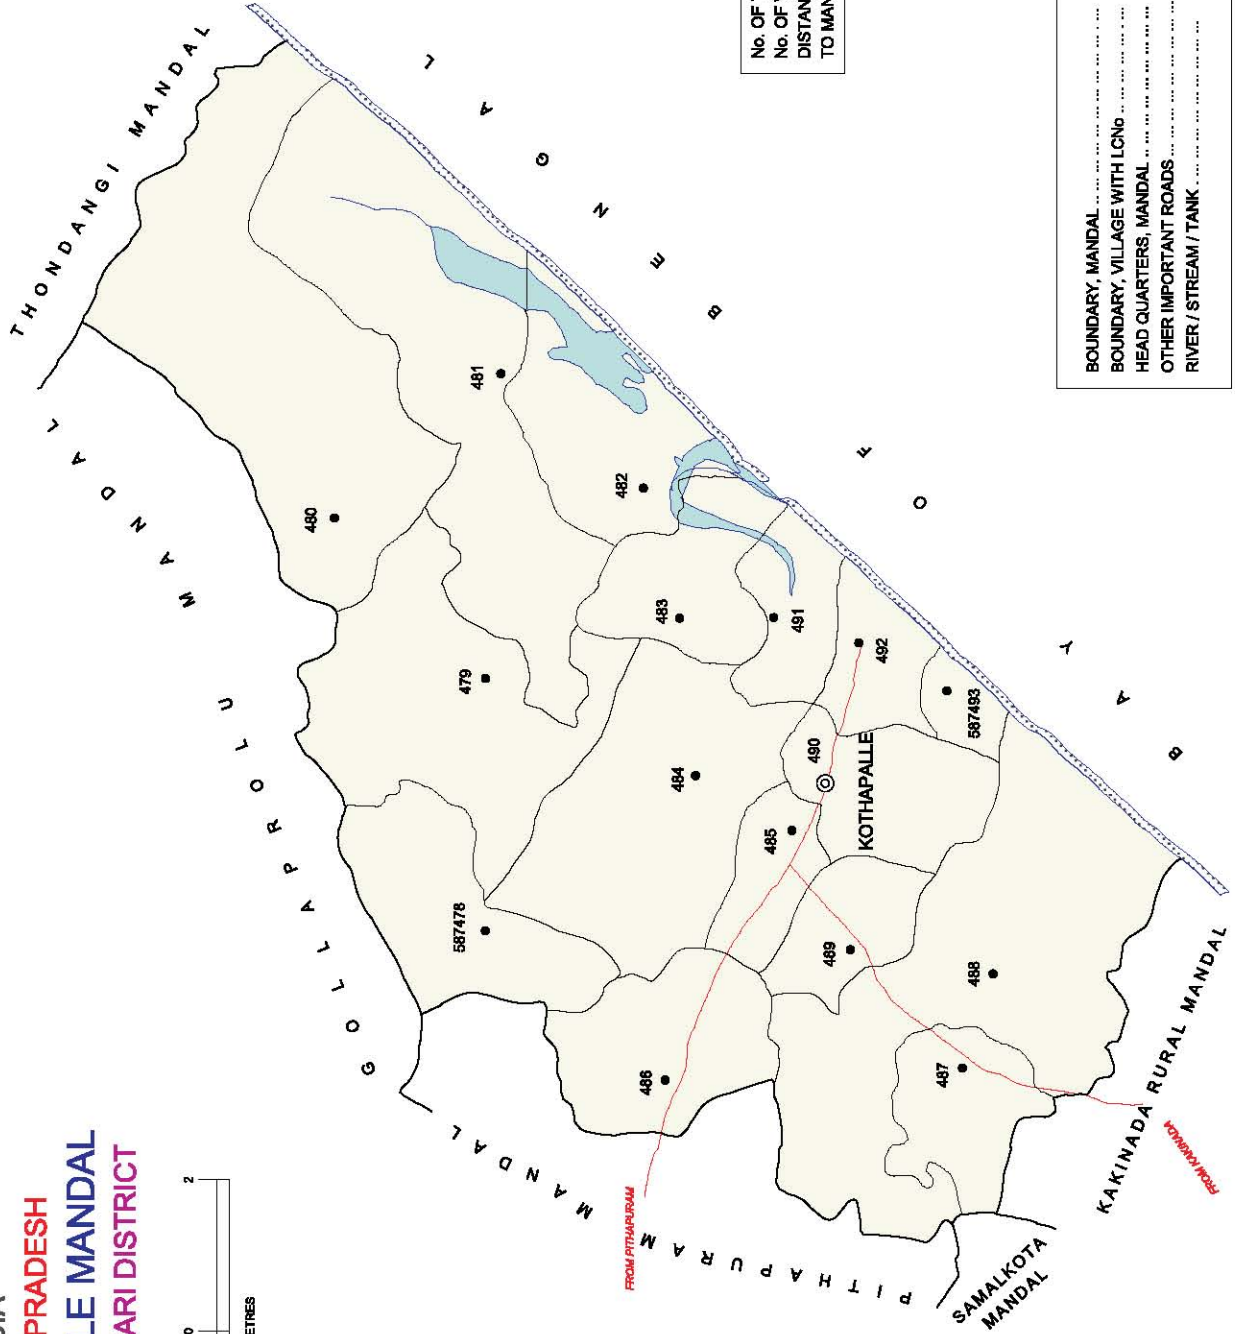 DIA
PRADESH
LE MANDAL
ARI DISTRICT
0 2
ETRES
THONDANGI MANDAL
GOLLAPROLU MANDAL
PITHAPURAM MANDAL
SAMALKOTA
MANDAL
KAKINADA RURAL MANDAL
BAY OF BENGAL
FROM PITHAPURAM
FROM KAKINADA
587478
479
480
481
482
483
484
485
486
487
488
489
490
KOTHAPALLE
491
492
587493
No. OF
No. OF
DISTAN
TO MAN
BOUNDARY, MANDAL
BOUNDARY, VILLAGE WITH LCNo
HEAD QUARTERS, MANDAL
OTHER IMPORTANT ROADS
RIVER / STREAM / TANK